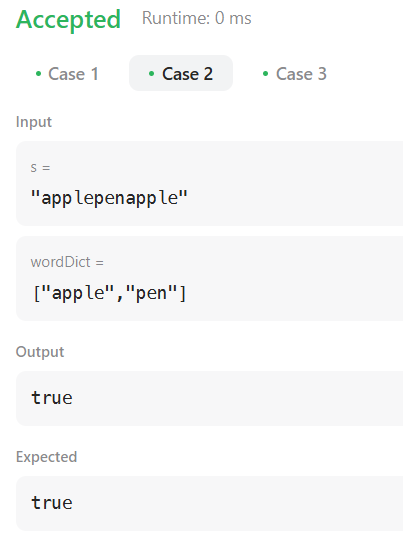 Accepted Runtime: 0 ms
• Case 1 • Case 2 • Case 3
Input
s =
"applepenapple"
wordDict =
["apple","pen"]
Output
true
Expected
true